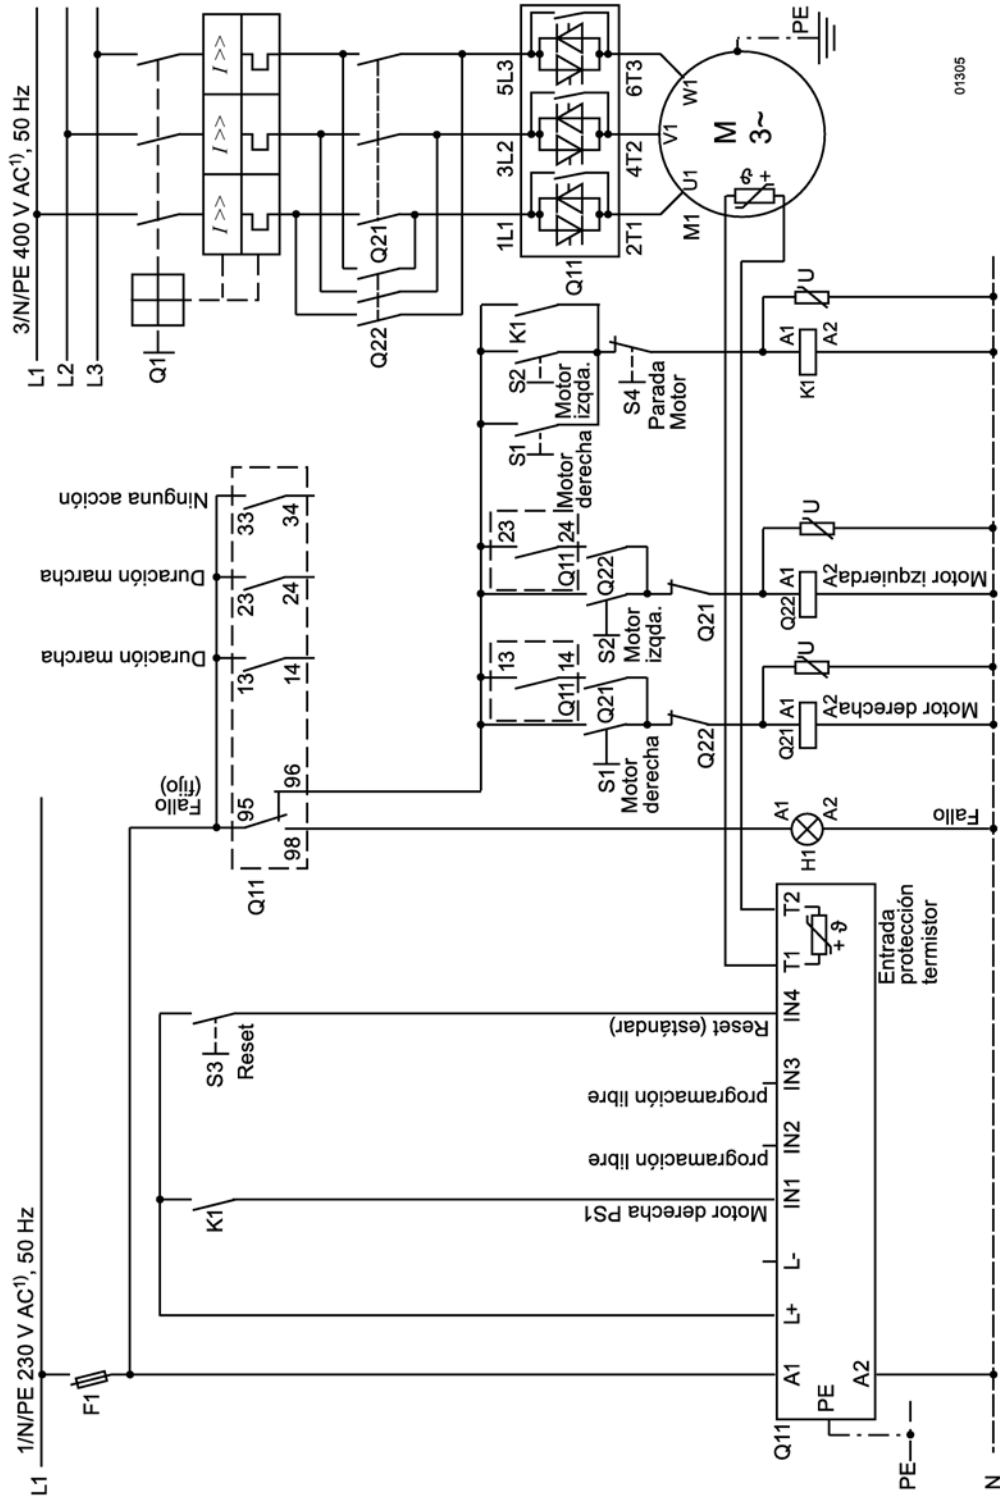 1/N/PE 230 V AC¹⁾, 50 Hz
L1
F1
K1
S3
Reset
Q11
95
96
98
Fallo
(fijo)
13
14
Duración marcha
23
24
Duración marcha
33
34
Ninguna acción
3/N/PE 400 V AC¹⁾, 50 Hz
L1
L2
L3
Q1
I >>
I >>
I >>
Q21
Q22
1L1
3L2
5L3
Q11
2T1
4T2
6T3
M1
U1
V1
W1
M
3~
ϑ
+
PE
01305
13
Q11
14
Q21
S1
Motor
derecha
Q22
Q21
A1
A2
U
Motor derecha
23
Q11
24
Q22
S2
Motor
izqda.
Q21
Q22
A1
A2
U
Motor izquierda
S1
Motor
derecha
S2
Motor
izqda.
K1
S4
Parada
Motor
K1
A1
A2
U
H1
A1
A2
Fallo
Q11
A1
L+
L-
IN1
IN2
IN3
IN4
T1
T2
Motor derecha PS1
programación libre
programación libre
Reset (estándar)
PE
A2
+ ϑ
Entrada
protección
termistor
PE
N